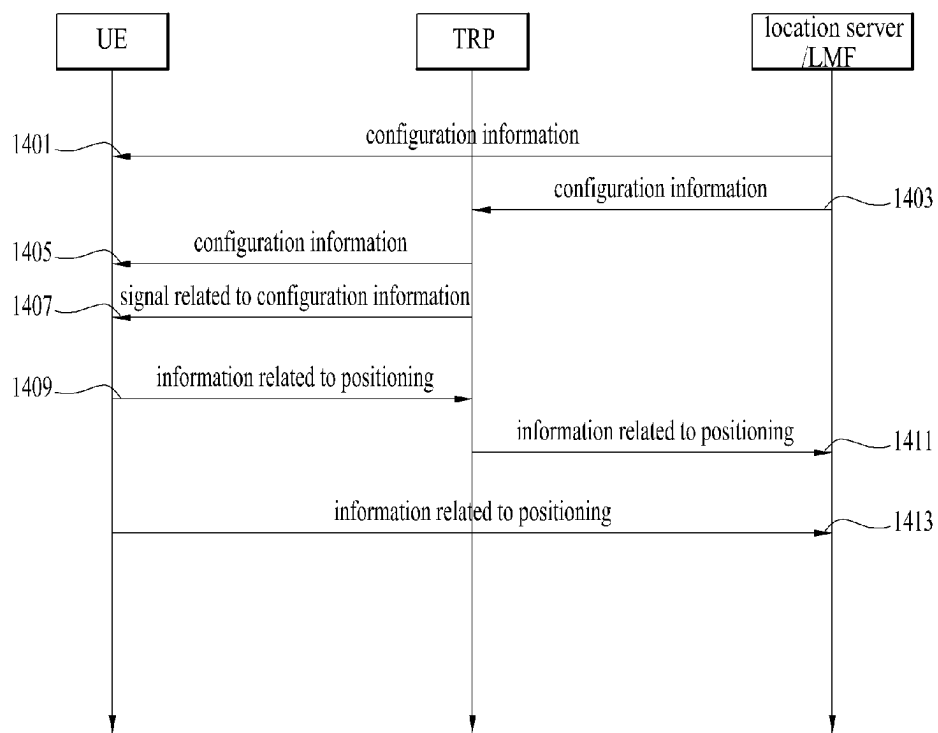 UE
TRP
location server
/LMF
configuration information
1401
configuration information
1403
configuration information
1405
signal related to configuration information
1407
information related to positioning
1409
information related to positioning
1411
information related to positioning
1413